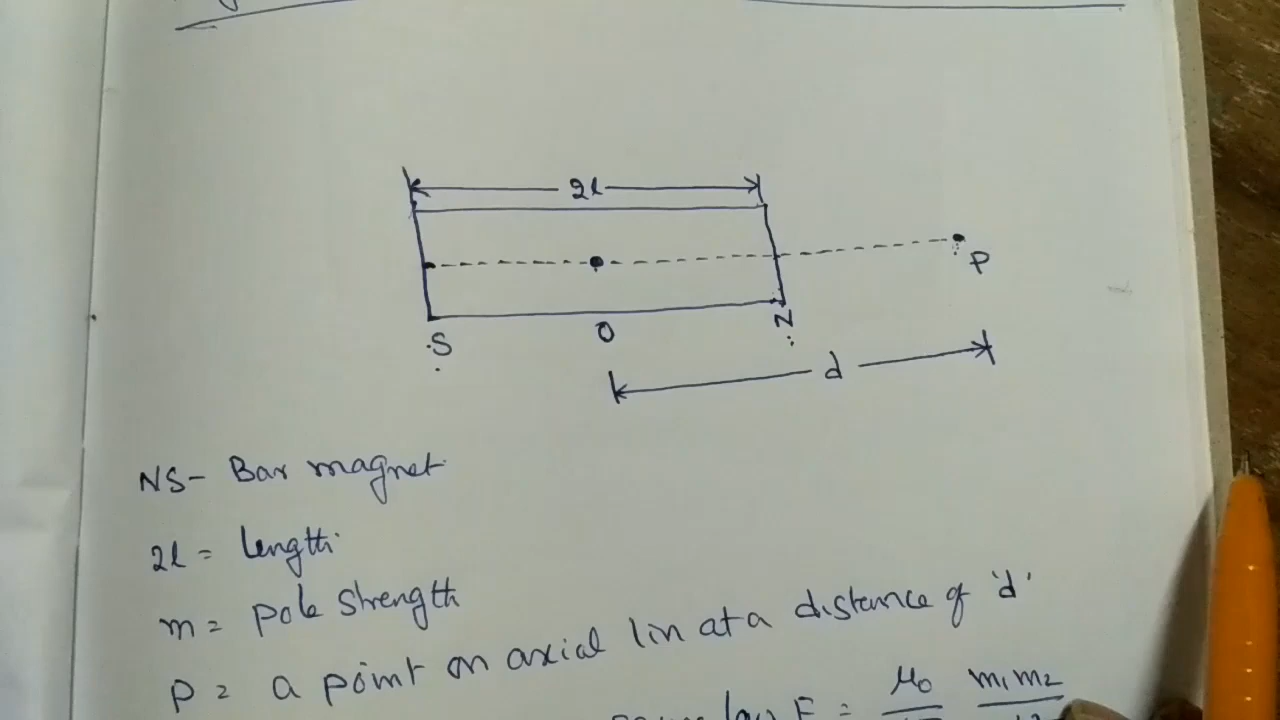 2l
P
S
O
N
d
NS- Bar magnet
2l = length
m = pole strength
P = a point on axial lin at a distance of 'd'
law F = μ₀ m₁m₂